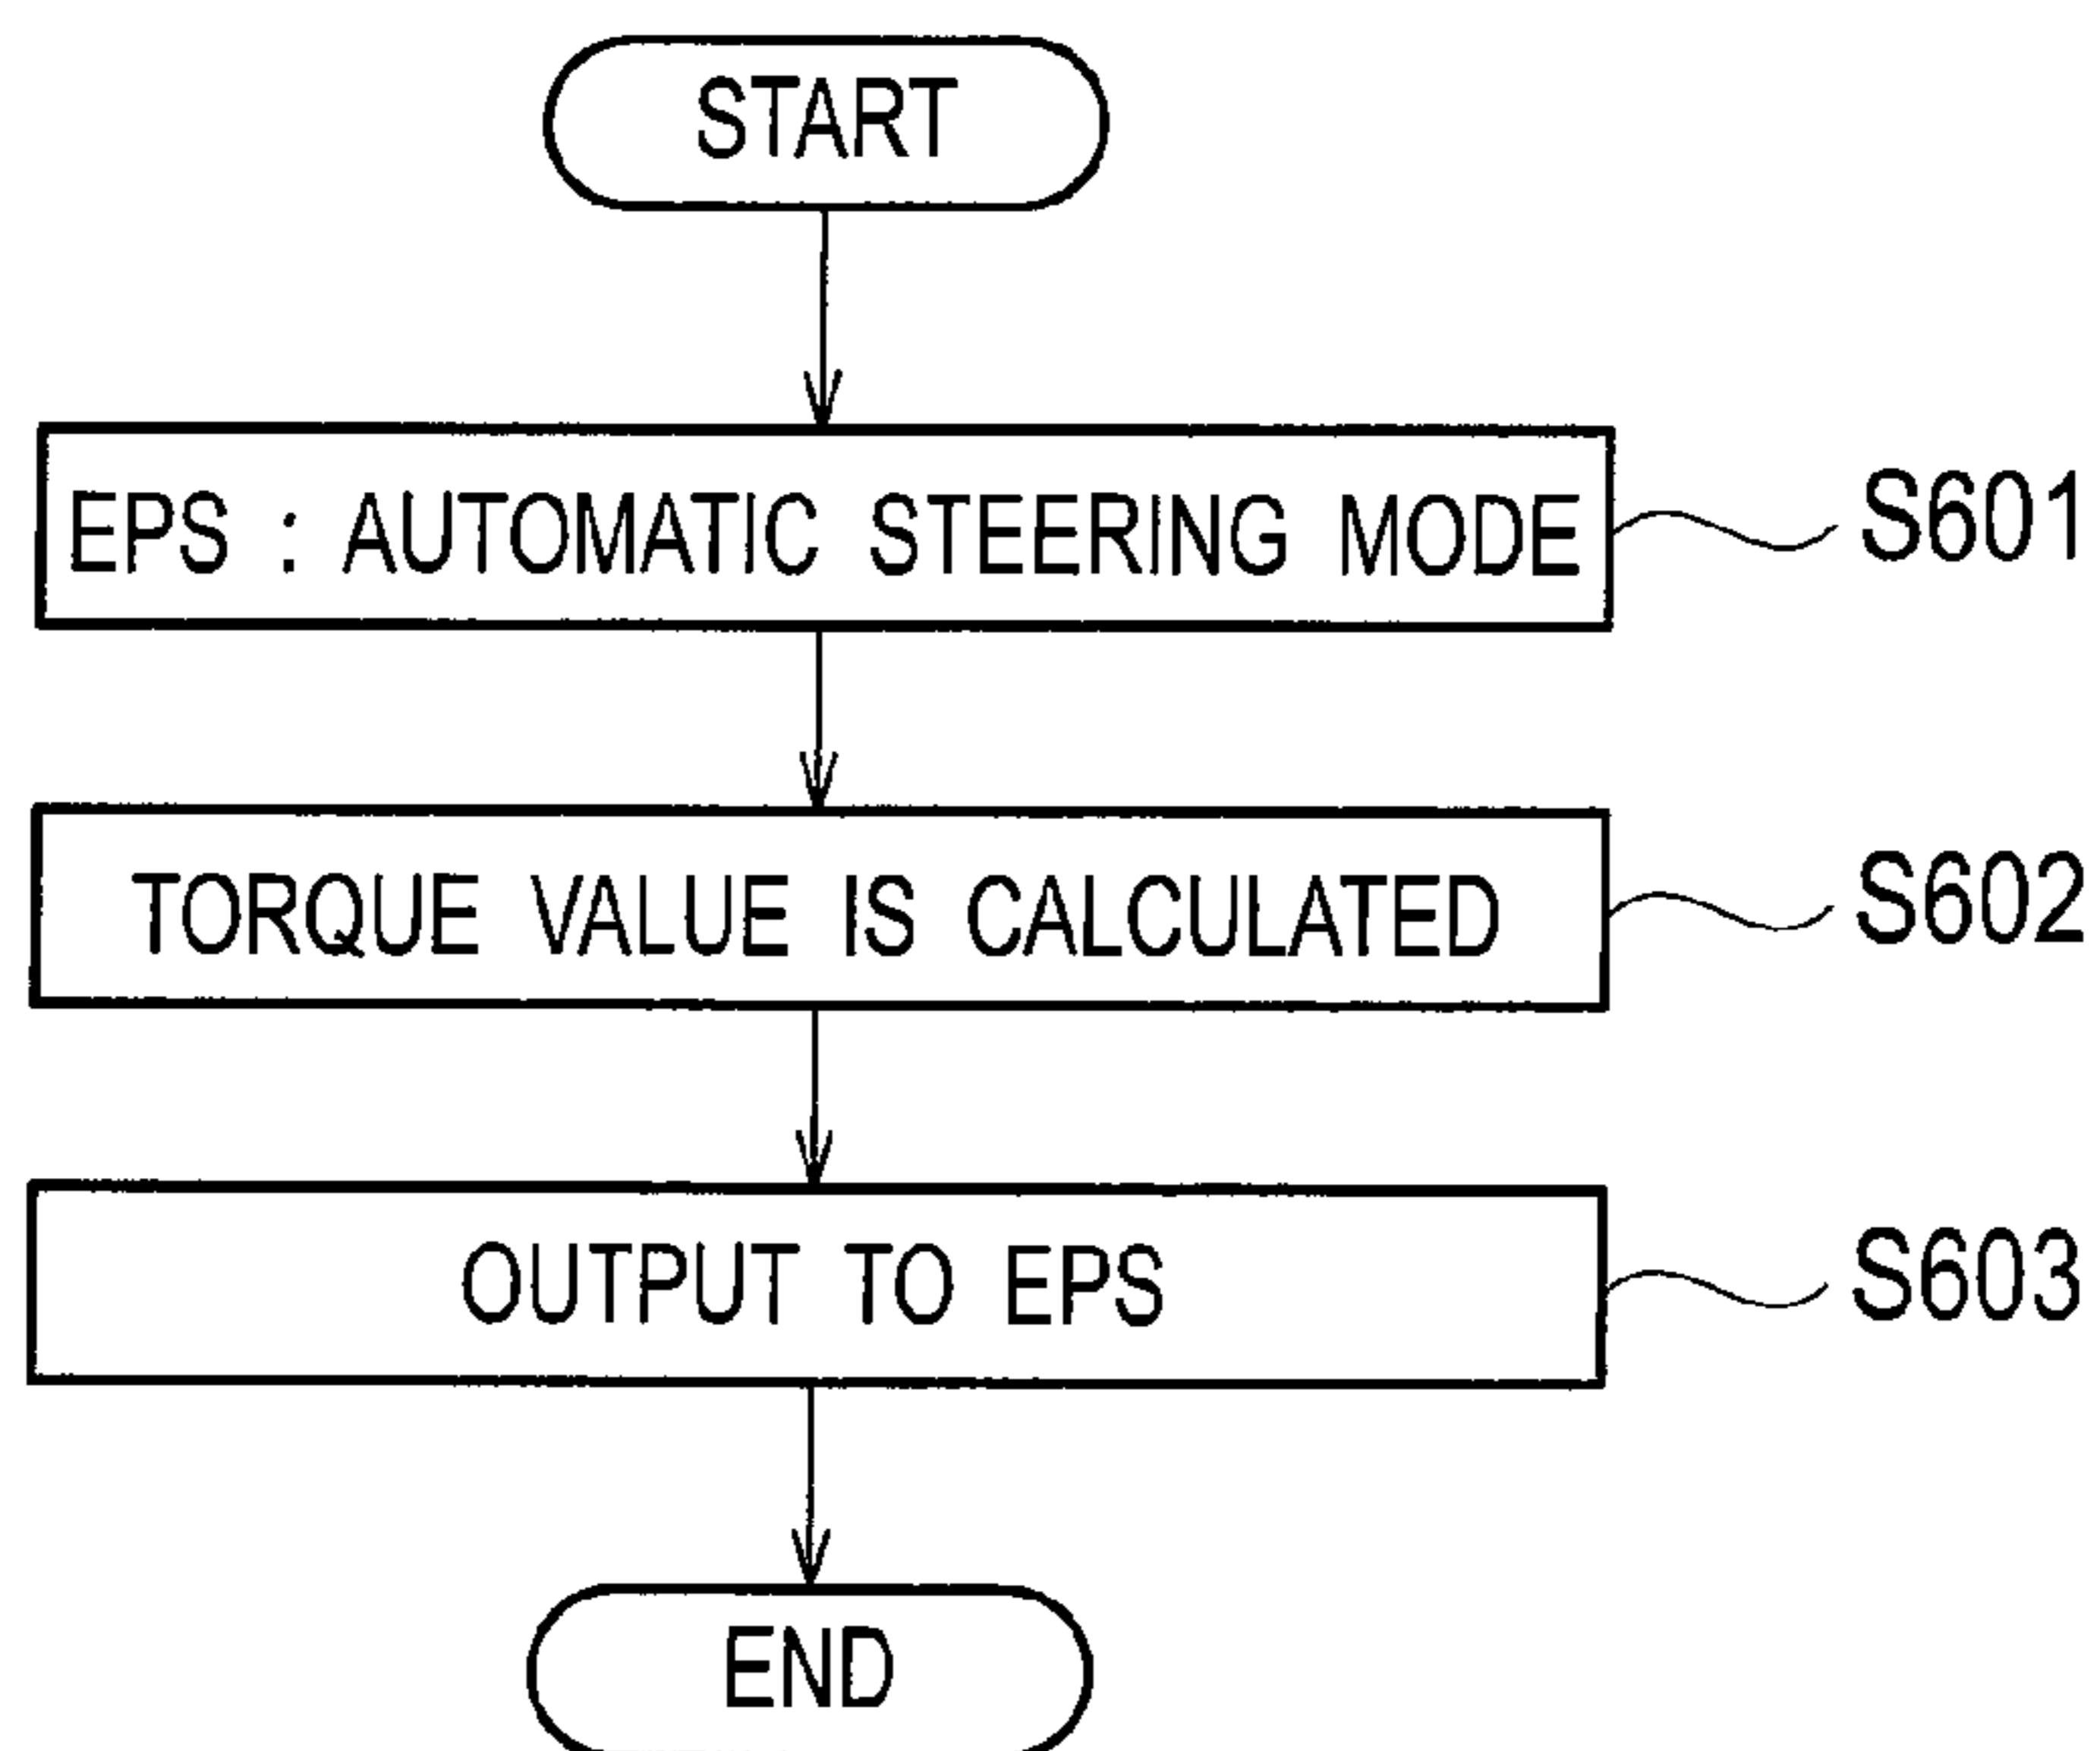 START
EPS : AUTOMATIC STEERING MODE
S601
TORQUE VALUE IS CALCULATED
S602
OUTPUT TO EPS
S603
END